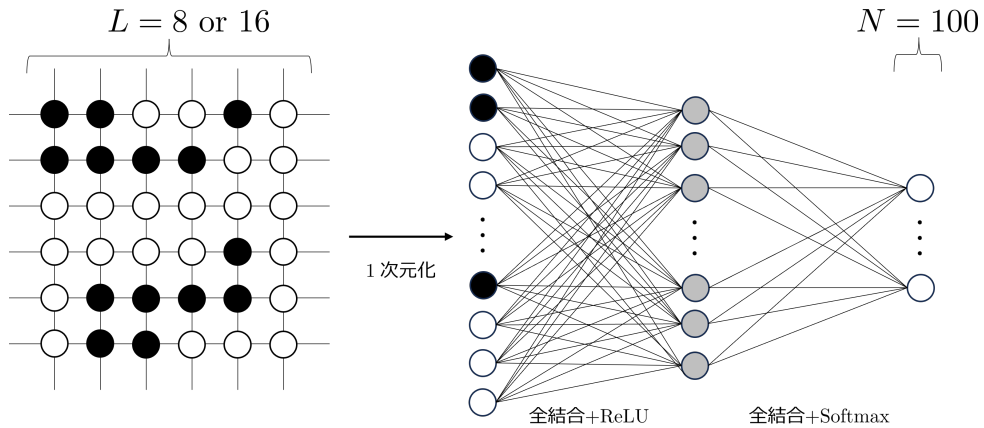 L = 8 or 16
N = 100
1 次元化
全結合+ReLU
全結合+Softmax